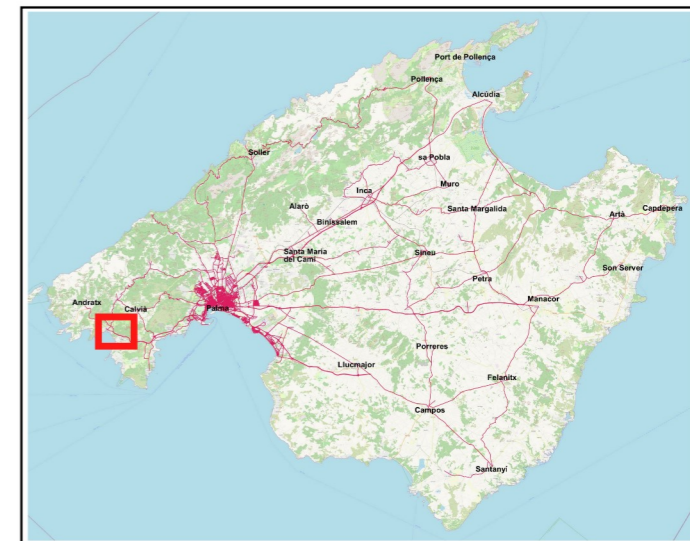 Port de Pollença
Pollença
Alcúdia
Sóller
sa Pobla
Inca
Muro
Alaró
Santa Margalida
Capdepera
Artà
Binissalem
Santa Maria
del Camí
Sineu
Son Server
Petra
Andratx
Calvià
Palma
Manacor
Porreres
Llucmajor
Felanitx
Campos
Santanyí